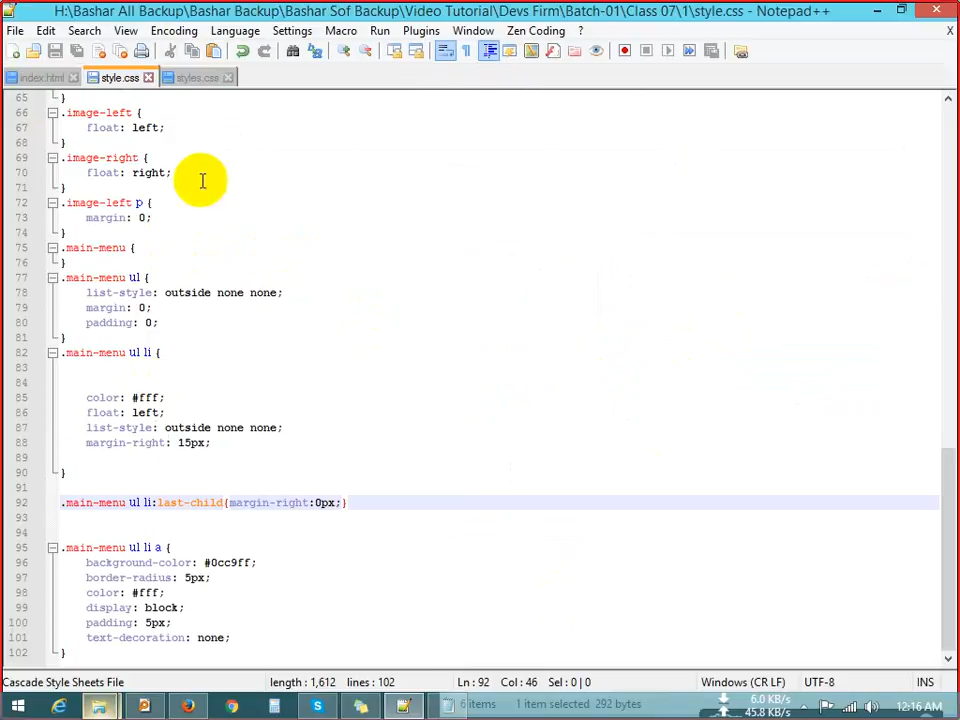 H:\Bashar All Backup\Bashar Backup\Bashar Sof Backup\Video Tutorial\Devs Firm\Batch-01\Class 07\1\style.css - Notepad++
File Edit Search View Encoding Language Settings Macro Run Plugins Window Zen Coding ? X
index.html style.css styles.css
65 }
66 .image-left {
67 float: left;
68 }
69 .image-right {
70 float: right;
71 }
72 .image-left p {
73 margin: 0;
74 }
75 .main-menu {
76 }
77 .main-menu ul {
78 list-style: outside none none;
79 margin: 0;
80 padding: 0;
81 }
82 .main-menu ul li {
83
84
85 color: #fff;
86 float: left;
87 list-style: outside none none;
88 margin-right: 15px;
89
90 }
91
92 .main-menu ul li:last-child{margin-right:0px;}
93
94
95 .main-menu ul li a {
96 background-color: #0cc9ff;
97 border-radius: 5px;
98 color: #fff;
99 display: block;
100 padding: 5px;
101 text-decoration: none;
102 }
Cascade Style Sheets File length : 1,612 lines : 102 Ln : 92 Col : 46 Sel : 0 | 0 Windows (CR LF) UTF-8 INS
6 items 1 item selected 292 bytes
6.0 KB/s
45.8 KB/s
12:16 AM